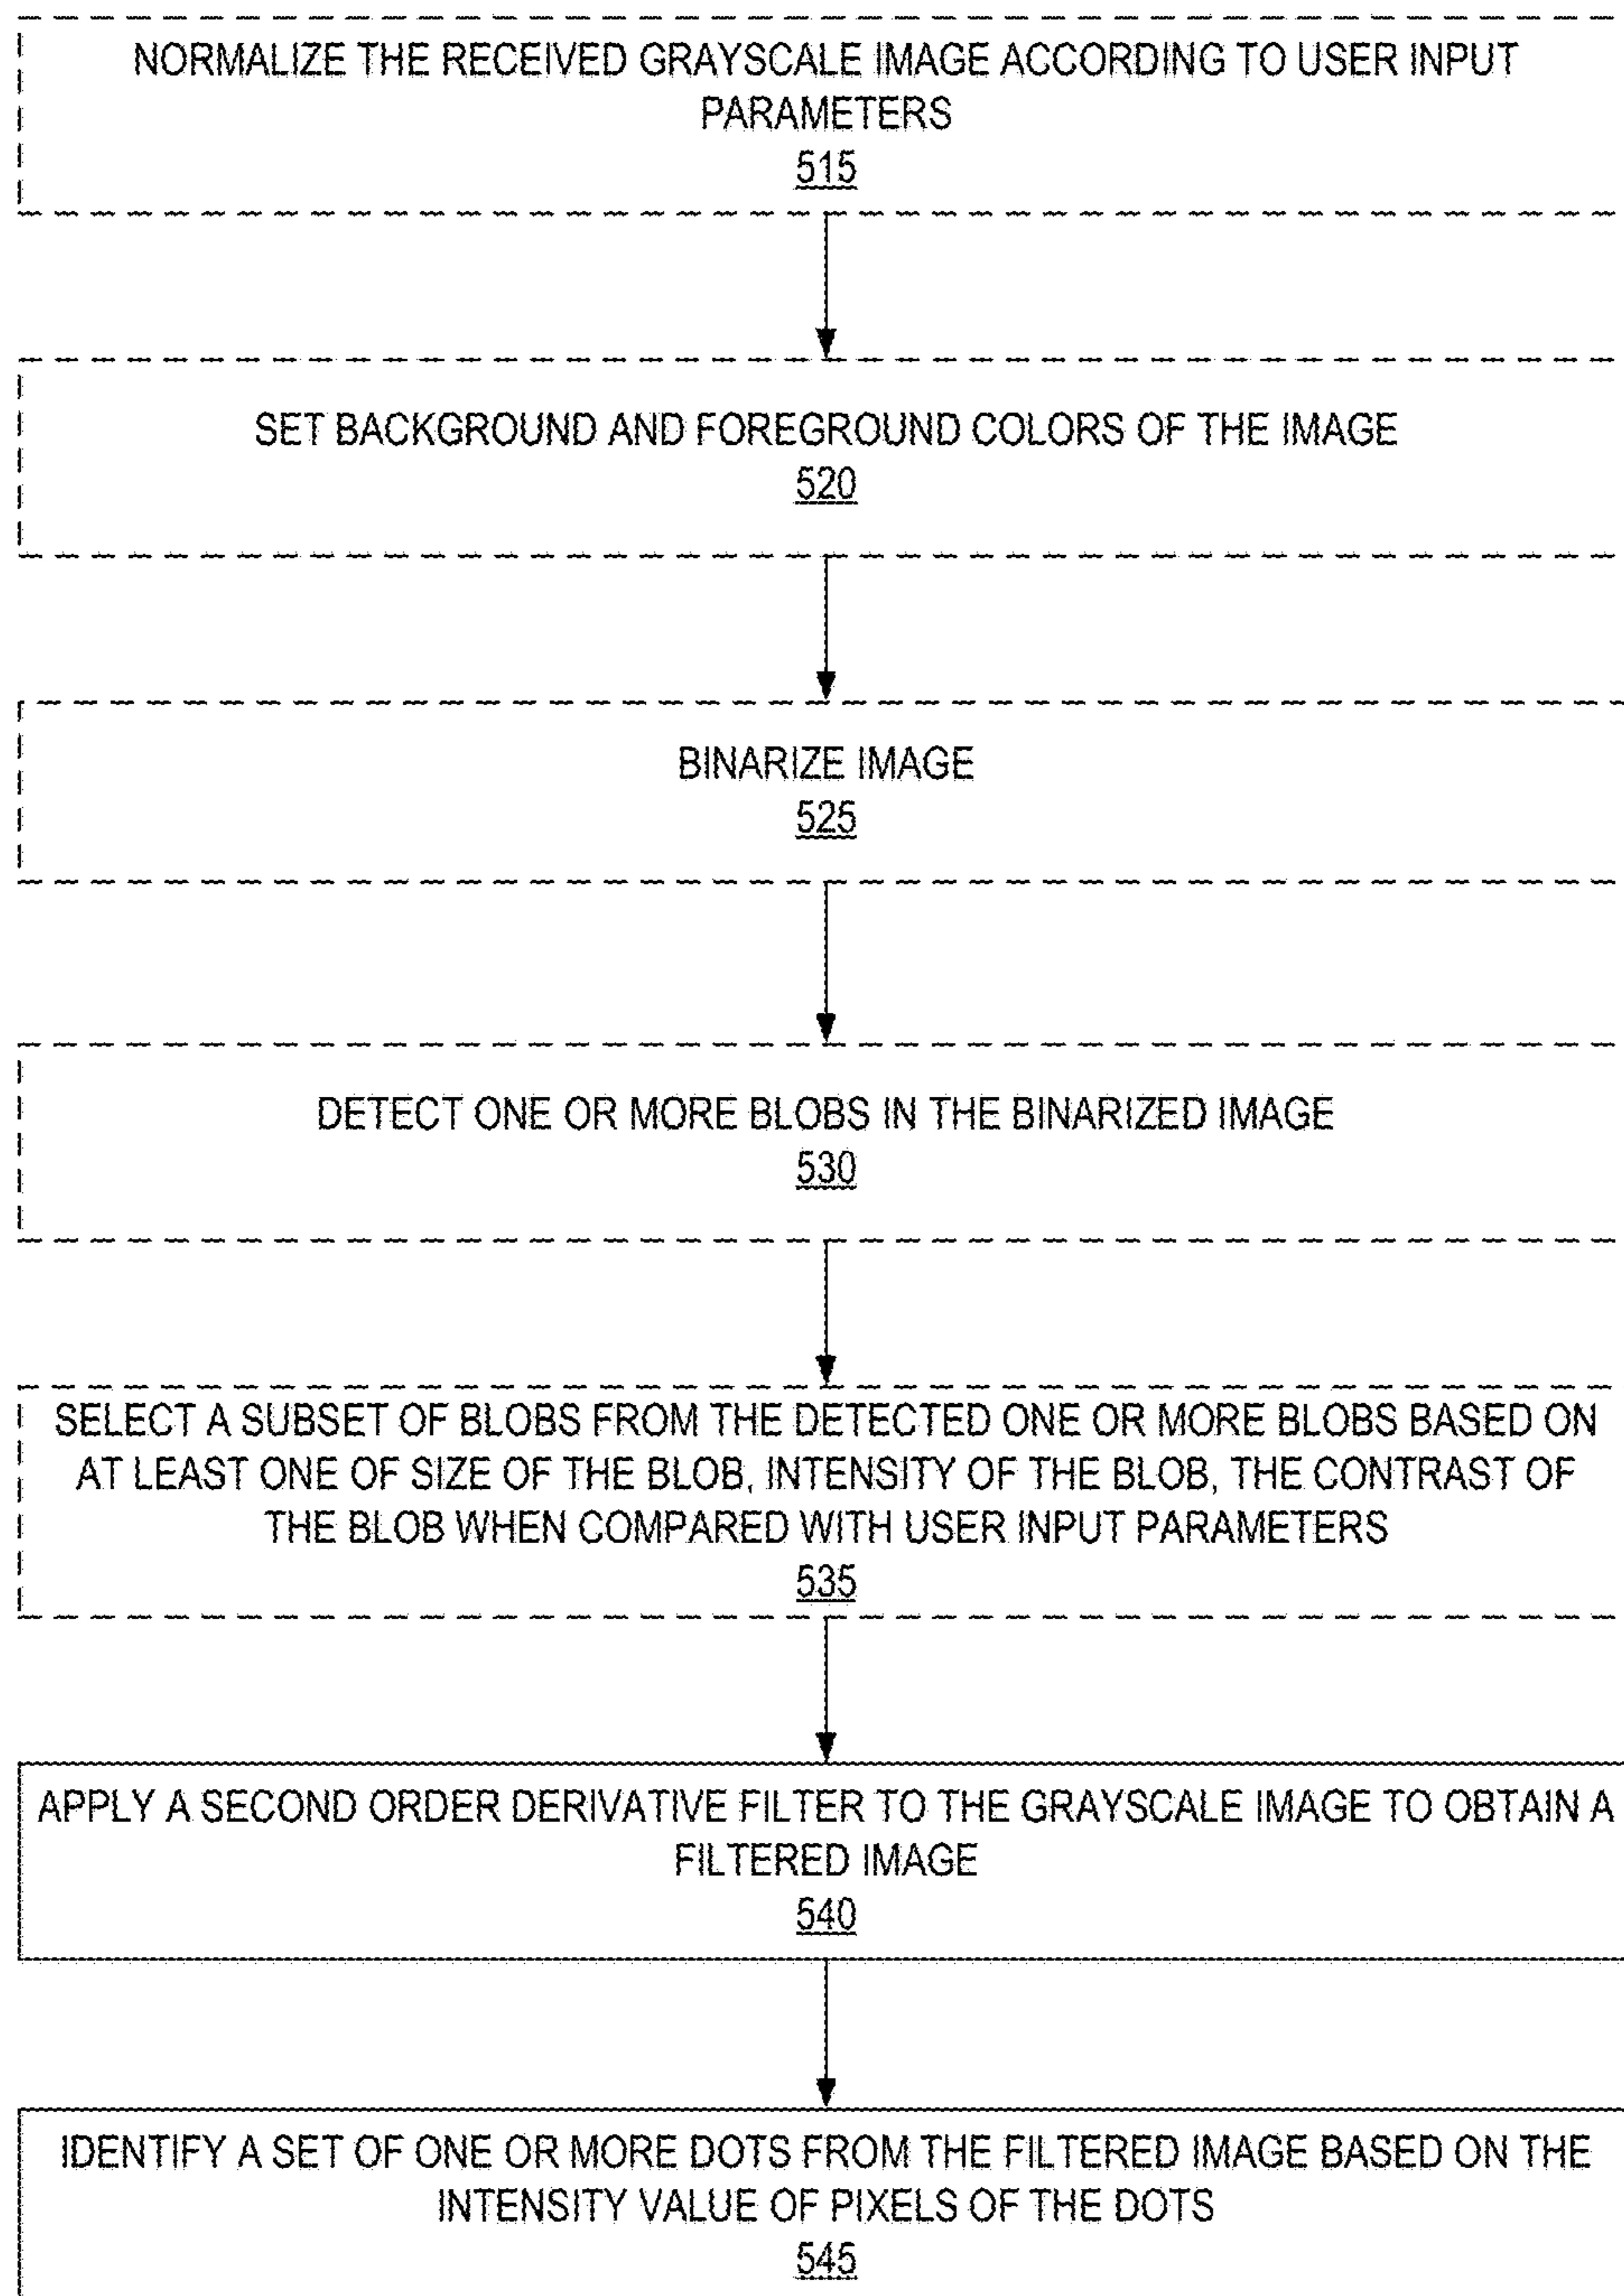 NORMALIZE THE RECEIVED GRAYSCALE IMAGE ACCORDING TO USER INPUT
PARAMETERS
515
SET BACKGROUND AND FOREGROUND COLORS OF THE IMAGE
520
BINARIZE IMAGE
525
DETECT ONE OR MORE BLOBS IN THE BINARIZED IMAGE
530
SELECT A SUBSET OF BLOBS FROM THE DETECTED ONE OR MORE BLOBS BASED ON
AT LEAST ONE OF SIZE OF THE BLOB, INTENSITY OF THE BLOB, THE CONTRAST OF
THE BLOB WHEN COMPARED WITH USER INPUT PARAMETERS
535
APPLY A SECOND ORDER DERIVATIVE FILTER TO THE GRAYSCALE IMAGE TO OBTAIN A
FILTERED IMAGE
540
IDENTIFY A SET OF ONE OR MORE DOTS FROM THE FILTERED IMAGE BASED ON THE
INTENSITY VALUE OF PIXELS OF THE DOTS
545